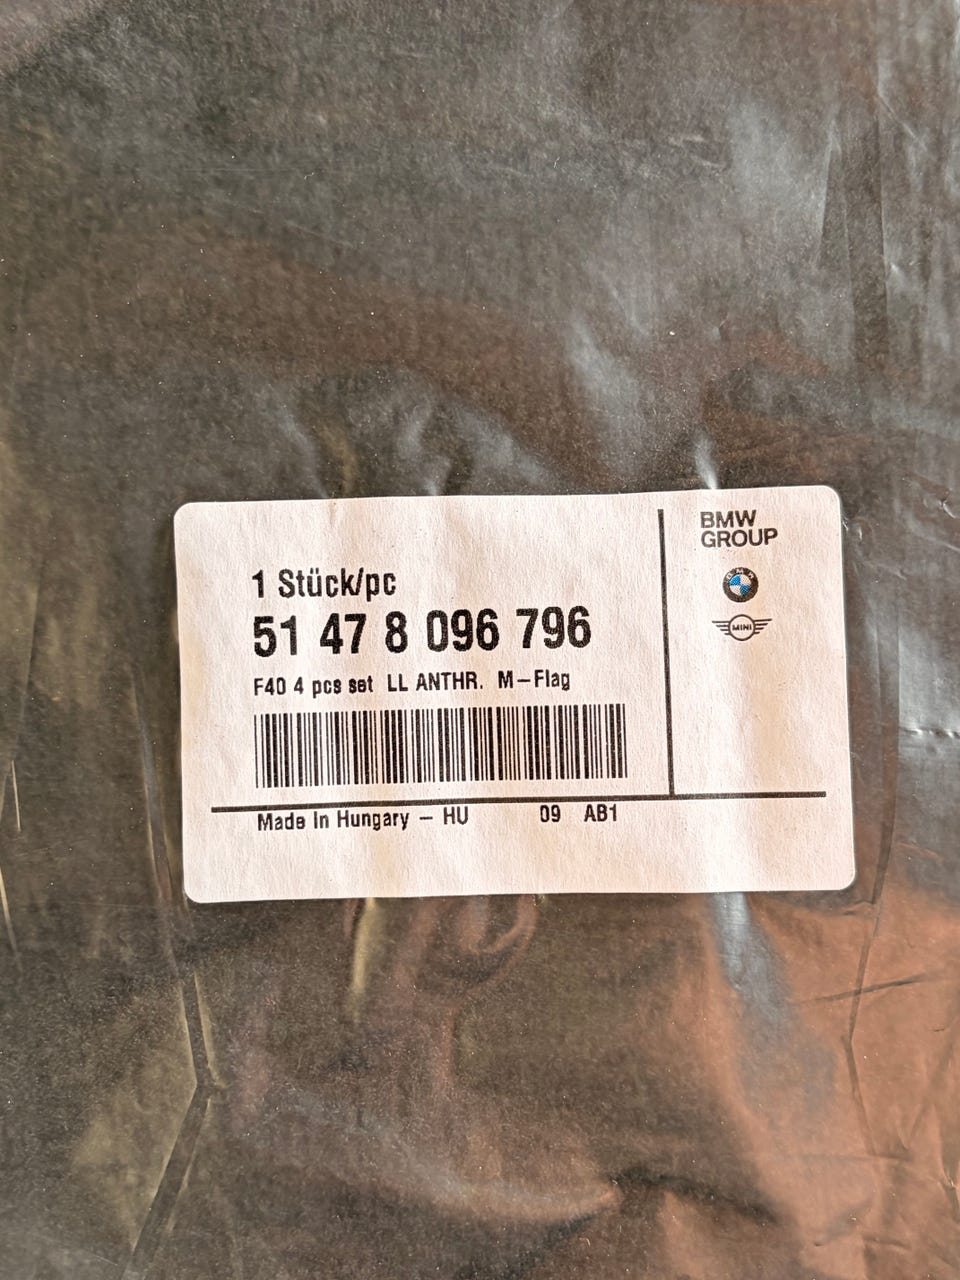 BMW
GROUP
MINI
1 Stück/pc
51 47 8 096 796
F40 4 pcs set LL ANTHR. M-Flag
Made in Hungary - HU 09 AB1